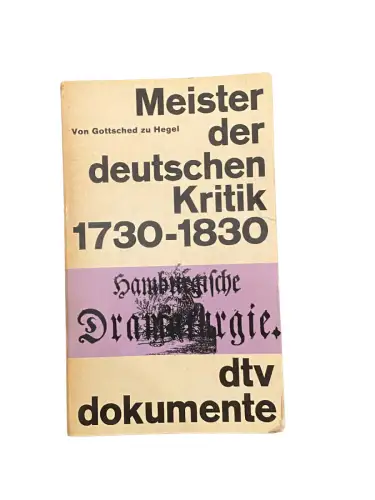 Meister
Von Gottsched zu Hegel
der
deutschen
Kritik
1730-1830
Hamburgische
Dramaturgie.
dtv
dokumente